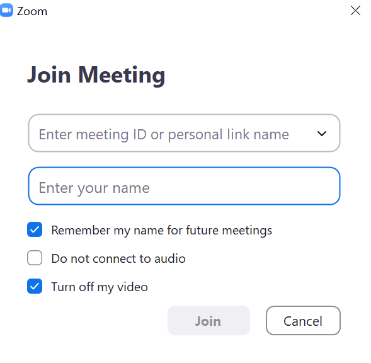 Zoom
Join Meeting
Enter meeting ID or personal link name
Enter your name
Remember my name for future meetings
Do not connect to audio
Turn off my video
Join Cancel